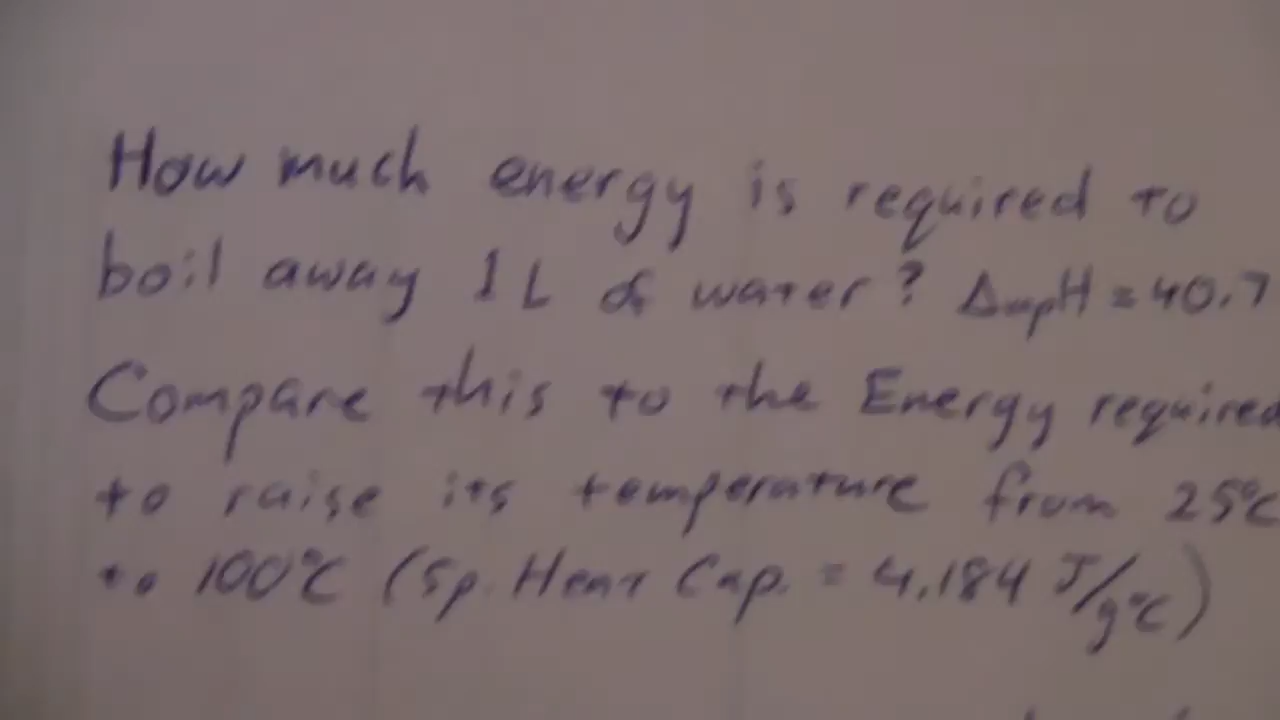 How much energy is required to
boil away 1 L of water? ΔvapH = 40.7
Compare this to the Energy required
to raise its temperature from 25°C
to 100°C (Sp. Heat Cap. = 4.184 J/g°C)